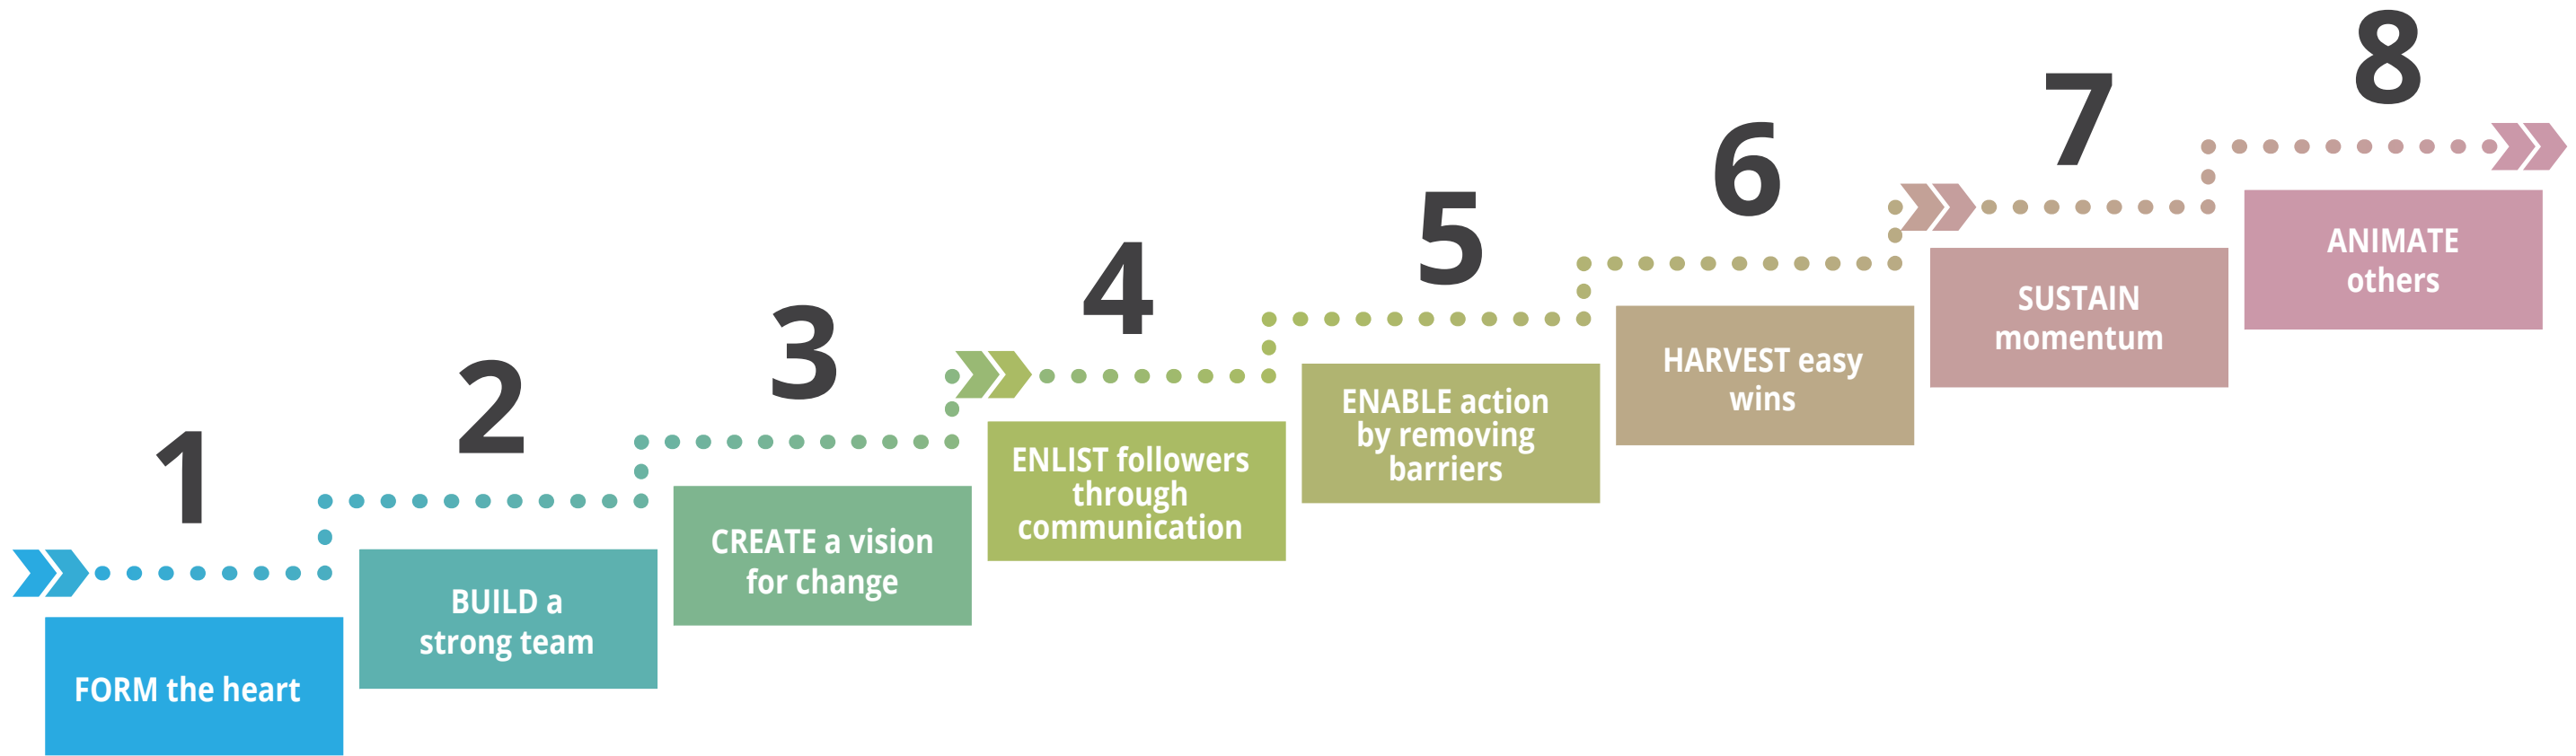 1
FORM the heart
2
BUILD a
strong team
3
CREATE a vision
for change
4
ENLIST followers
through
communication
5
ENABLE action
by removing
barriers
6
HARVEST easy
wins
7
SUSTAIN
momentum
8
ANIMATE
others